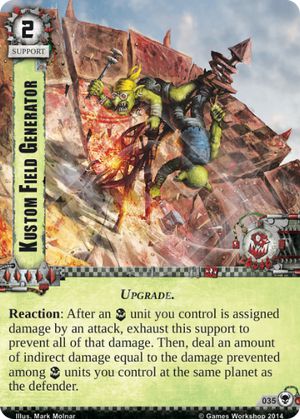 2
SUPPORT
KUSTOM FIELD GENERATOR
UPGRADE.
Reaction: After an unit you control is assigned
damage by an attack, exhaust this support to
prevent all of that damage. Then, deal an amount
of indirect damage equal to the damage prevented
among units you control at the same planet as
the defender.
035
Illus. Mark Molnar
© Games Workshop 2014